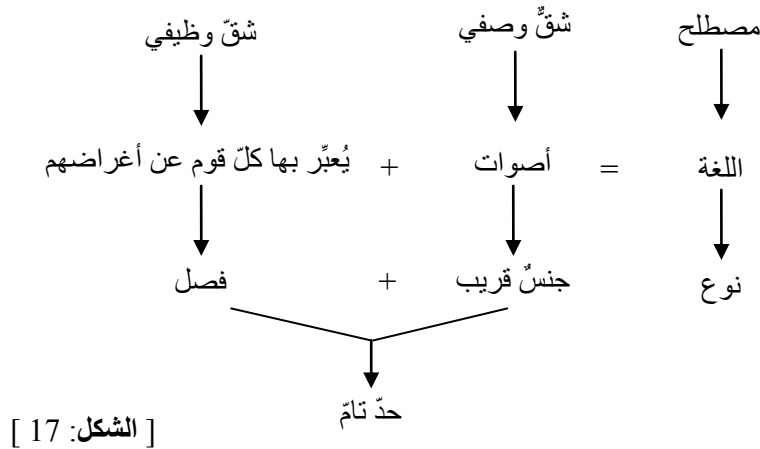 مصطلح شقٌّ وصفي شقّ وظيفي
اللغة = أصوات + يُعبِّر بها كلّ قوم عن أغراضهم
نوع جنسٌ قريب + فصل
حدّ تامّ
[ الشكل: 17 ]